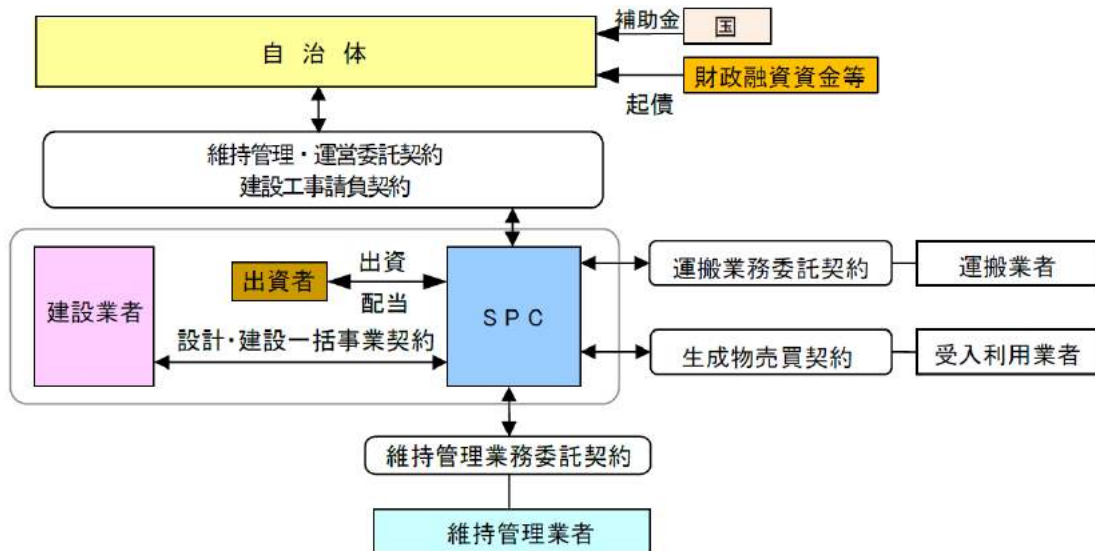 補助金
国
自 治 体
財政融資資金等
起債
維持管理・運営委託契約
建設工事請負契約
建設業者
出資者
出資
配当
設計・建設一括事業契約
SPC
運搬業務委託契約
運搬業者
生成物売買契約
受入利用業者
維持管理業務委託契約
維持管理業者